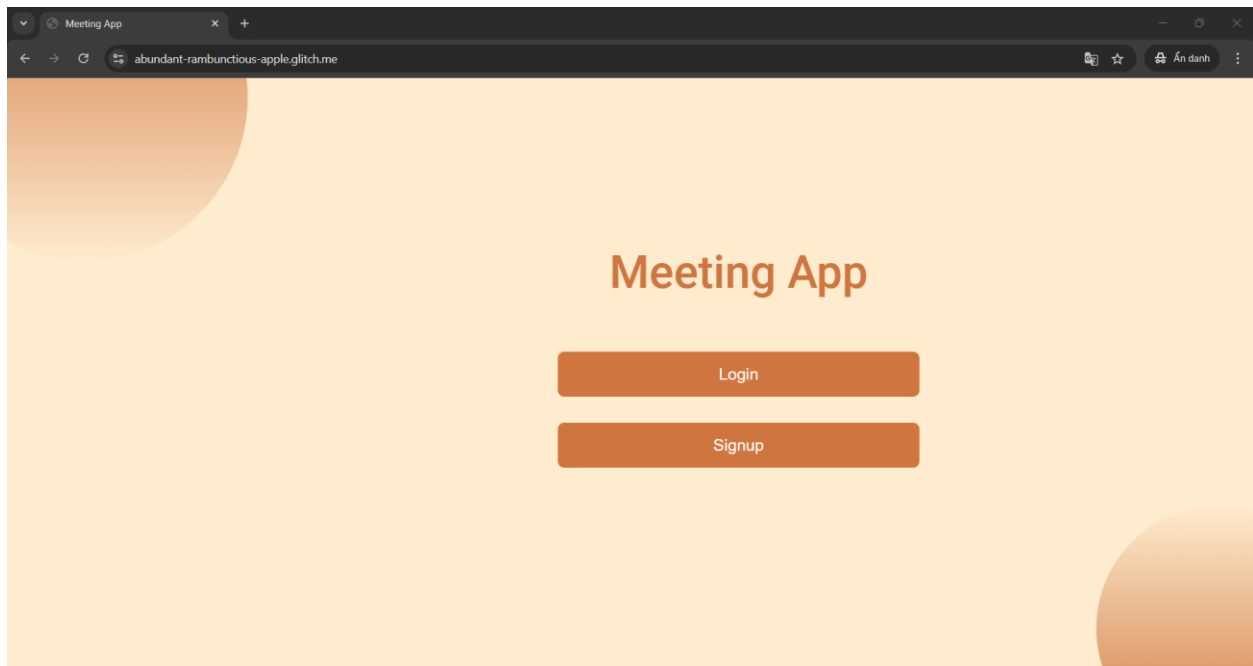 Meeting App
abundant-rambunctious-apple.glitch.me
Ẩn danh
Meeting App
Login
Signup